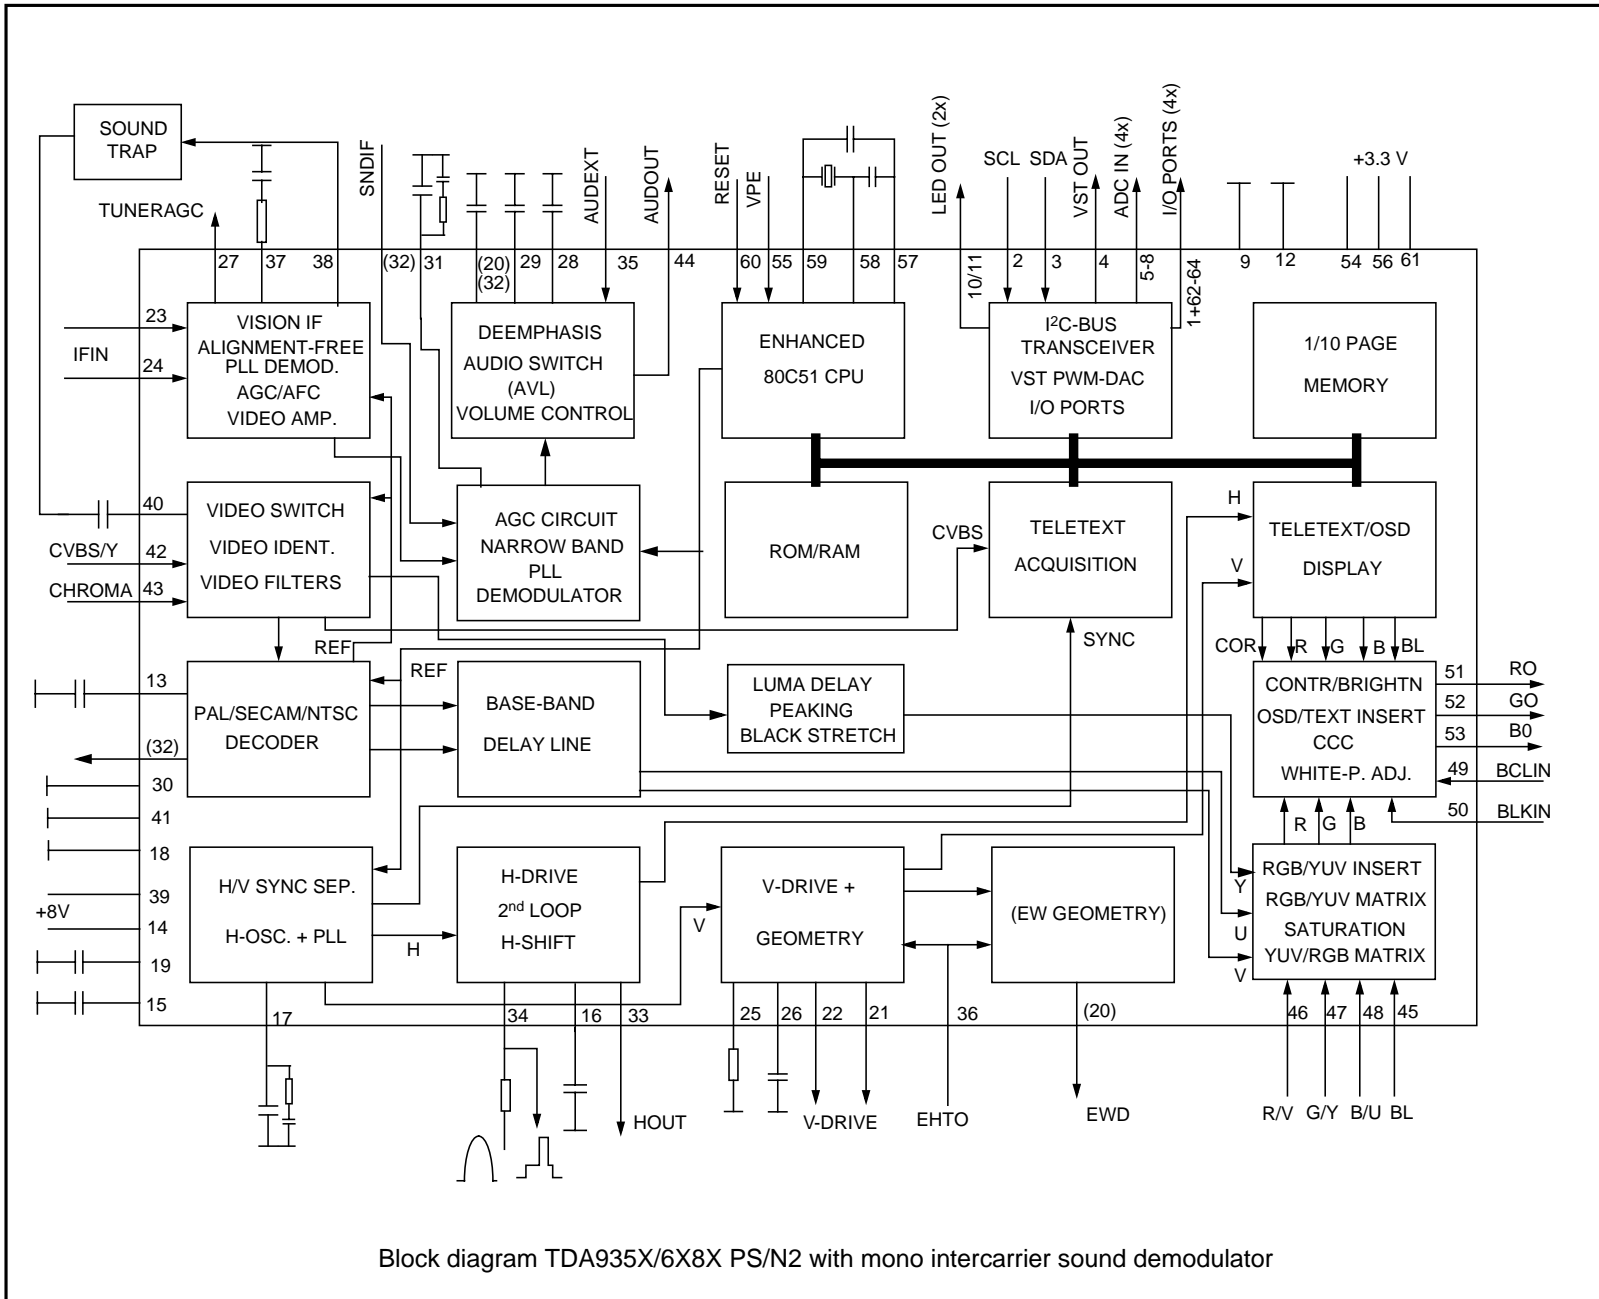 SOUND
TRAP
TUNERAGC
SNDIF
AUDEXT
AUDOUT
RESET
VPE
LED OUT (2x)
SCL
SDA
VST OUT
ADC IN (4x)
I/O PORTS (4x)
+3.3 V
27
37
38
(32)
31
(20)
(32)
29
28
35
44
60
55
59
58
57
10/11
2
3
4
5-8
1+62-64
9
12
54
56
61
23
IFIN
24
VISION IF
ALIGNMENT-FREE
PLL DEMOD.
AGC/AFC
VIDEO AMP.
DEEMPHASIS
AUDIO SWITCH
(AVL)
VOLUME CONTROL
ENHANCED
80C51 CPU
I2C-BUS
TRANSCEIVER
VST PWM-DAC
I/O PORTS
1/10 PAGE
MEMORY
40
CVBS/Y
42
CHROMA
43
VIDEO SWITCH
VIDEO IDENT.
VIDEO FILTERS
AGC CIRCUIT
NARROW BAND
PLL
DEMODULATOR
ROM/RAM
CVBS
TELETEXT
ACQUISITION
SYNC
H
V
TELETEXT/OSD
DISPLAY
REF
REF
COR
R
G
B
BL
13
(32)
30
41
18
39
+8V
14
19
15
PAL/SECAM/NTSC
DECODER
BASE-BAND
DELAY LINE
LUMA DELAY
PEAKING
BLACK STRETCH
CONTR/BRIGHTN
OSD/TEXT INSERT
CCC
WHITE-P. ADJ.
51
RO
52
GO
53
B0
49
BCLIN
50
BLKIN
R
G
B
H/V SYNC SEP.
H-OSC. + PLL
H
H-DRIVE
2nd LOOP
H-SHIFT
V
V-DRIVE +
GEOMETRY
(EW GEOMETRY)
Y
U
V
RGB/YUV INSERT
RGB/YUV MATRIX
SATURATION
YUV/RGB MATRIX
17
34
16
33
25
26
22
21
36
(20)
46
47
48
45
HOUT
V-DRIVE
EHTO
EWD
R/V
G/Y
B/U
BL
Block diagram TDA935X/6X8X PS/N2 with mono intercarrier sound demodulator